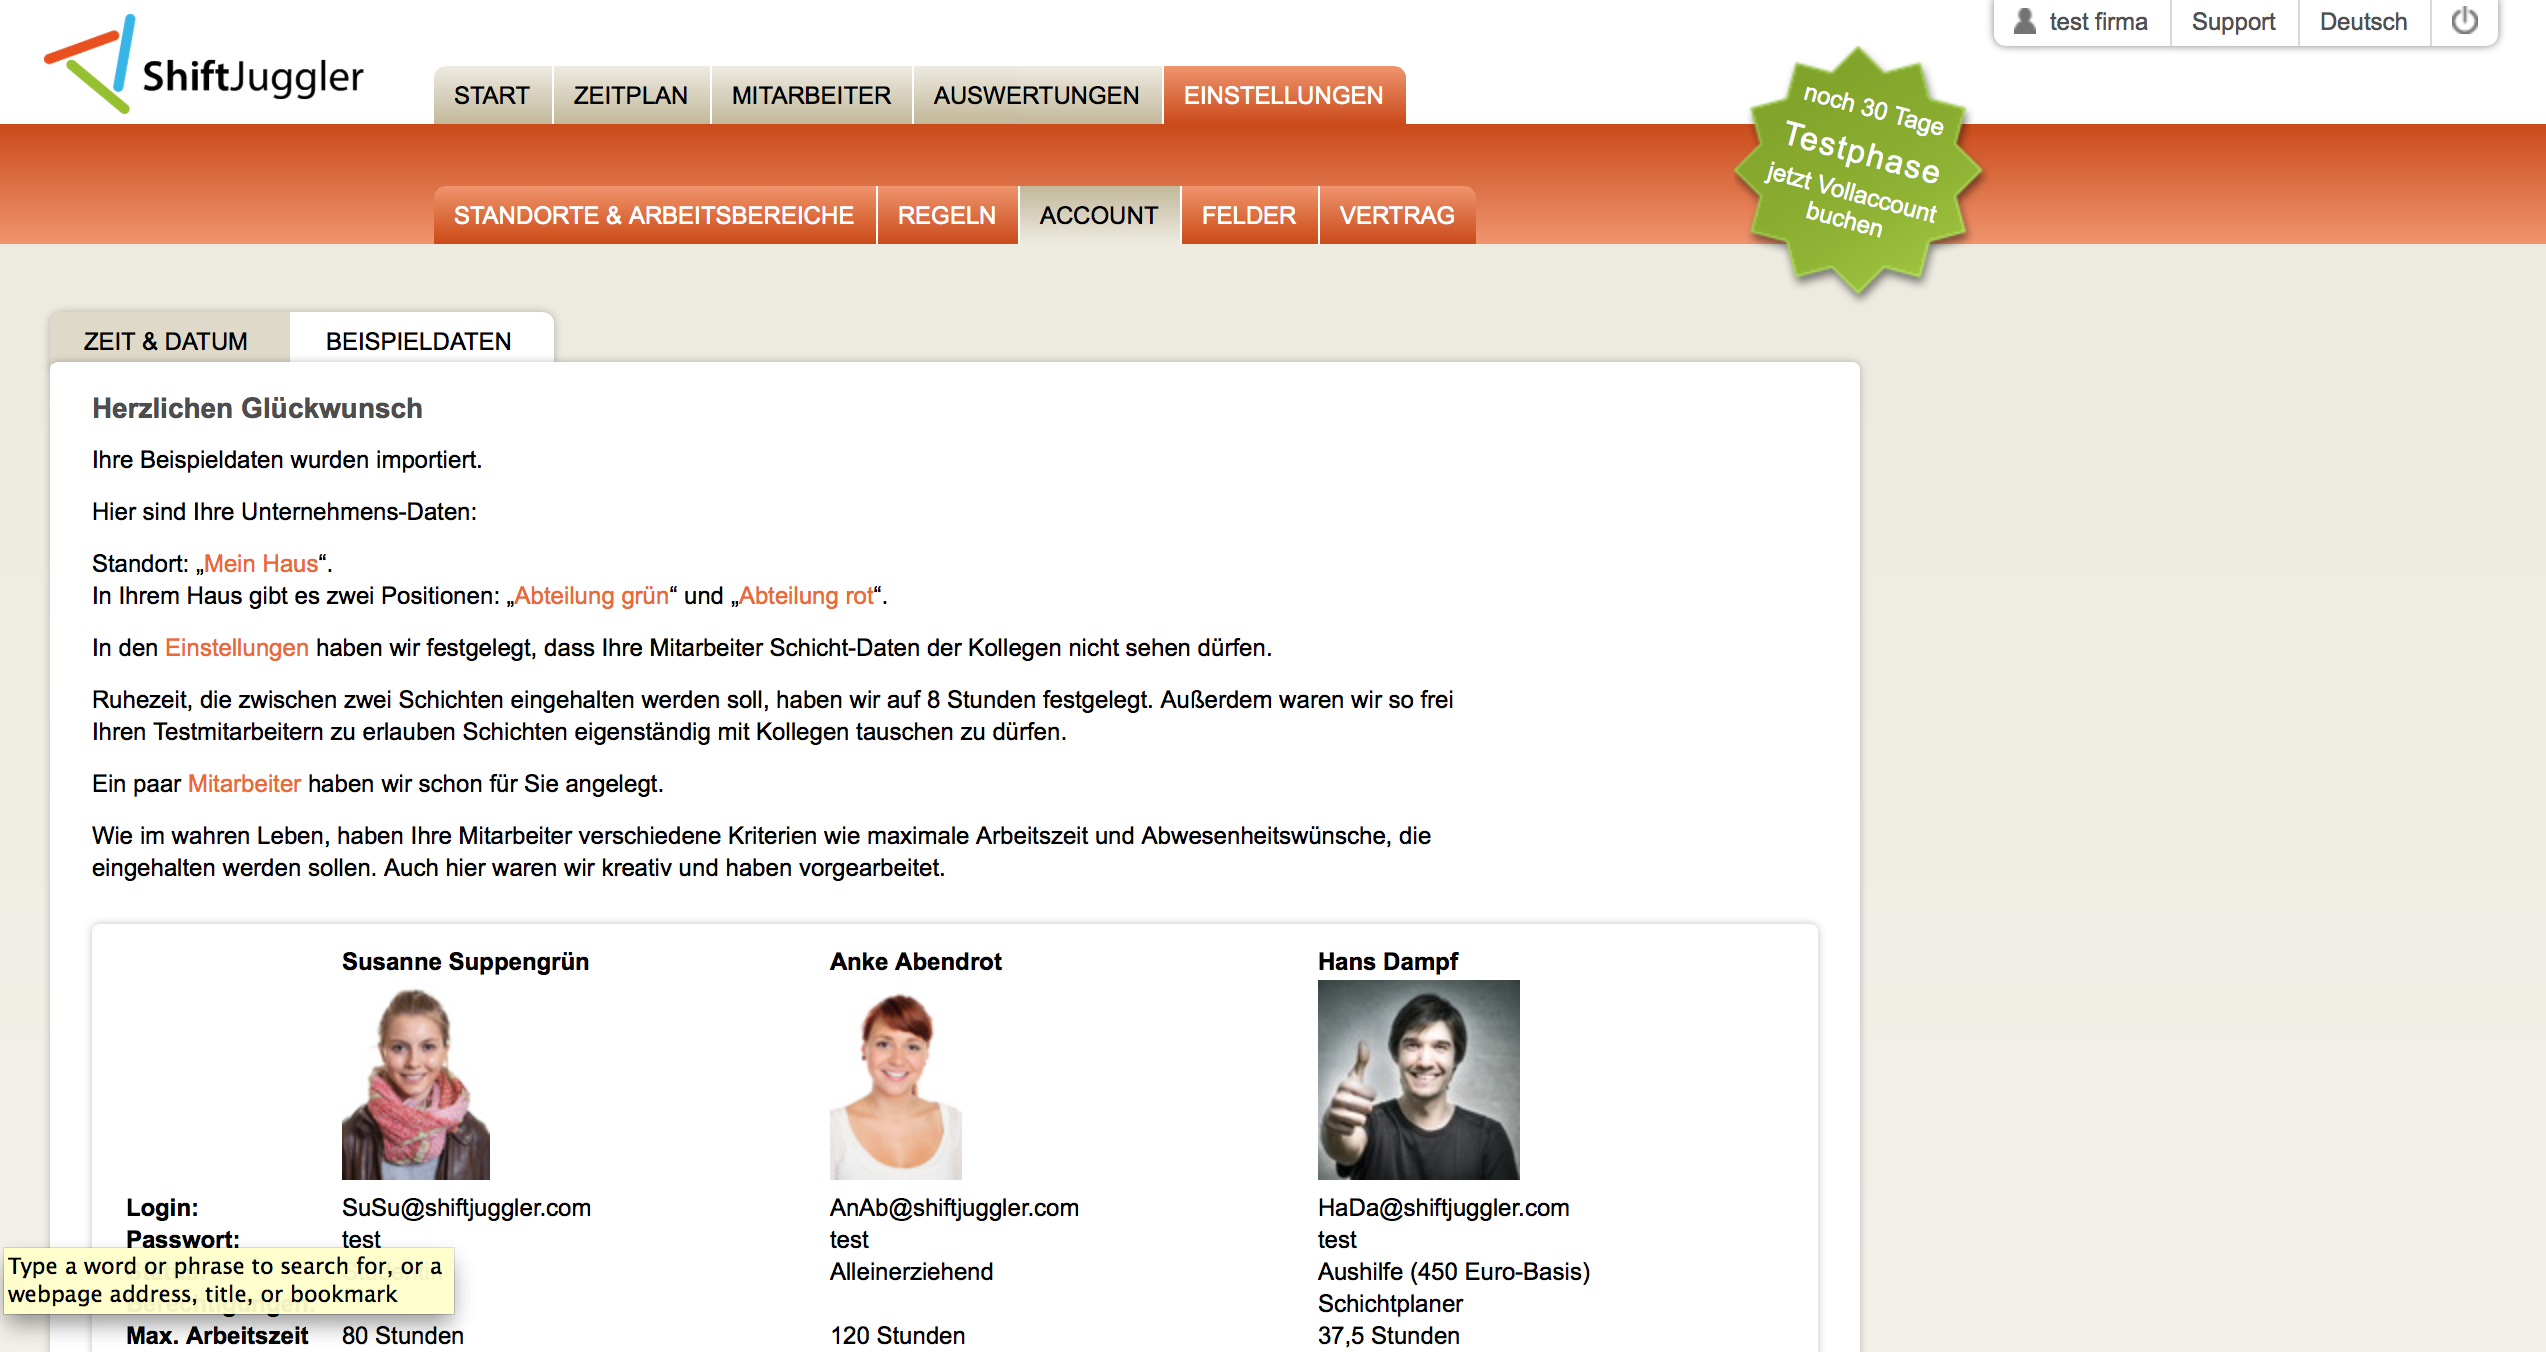 test firma
Support
Deutsch
ShiftJuggler
START
ZEITPLAN
MITARBEITER
AUSWERTUNGEN
EINSTELLUNGEN
noch 30 Tage
Testphase
jetzt Vollaccount
buchen
STANDORTE & ARBEITSBEREICHE
REGELN
ACCOUNT
FELDER
VERTRAG
ZEIT & DATUM
BEISPIELDATEN
Herzlichen Glückwunsch
Ihre Beispieldaten wurden importiert.
Hier sind Ihre Unternehmens-Daten:
Standort: „Mein Haus“.
In Ihrem Haus gibt es zwei Positionen: „Abteilung grün“ und „Abteilung rot“.
In den Einstellungen haben wir festgelegt, dass Ihre Mitarbeiter Schicht-Daten der Kollegen nicht sehen dürfen.
Ruhezeit, die zwischen zwei Schichten eingehalten werden soll, haben wir auf 8 Stunden festgelegt. Außerdem waren wir so frei
Ihren Testmitarbeitern zu erlauben Schichten eigenständig mit Kollegen tauschen zu dürfen.
Ein paar Mitarbeiter haben wir schon für Sie angelegt.
Wie im wahren Leben, haben Ihre Mitarbeiter verschiedene Kriterien wie maximale Arbeitszeit und Abwesenheitswünsche, die
eingehalten werden sollen. Auch hier waren wir kreativ und haben vorgearbeitet.
Susanne Suppengrün
Anke Abendrot
Hans Dampf
Login: SuSu@shiftjuggler.com AnAb@shiftjuggler.com HaDa@shiftjuggler.com
Passwort: test test test
Alleinerziehend Aushilfe (450 Euro-Basis)
Schichtplaner
Type a word or phrase to search for, or a
webpage address, title, or bookmark
Max. Arbeitszeit 80 Stunden 120 Stunden 37,5 Stunden